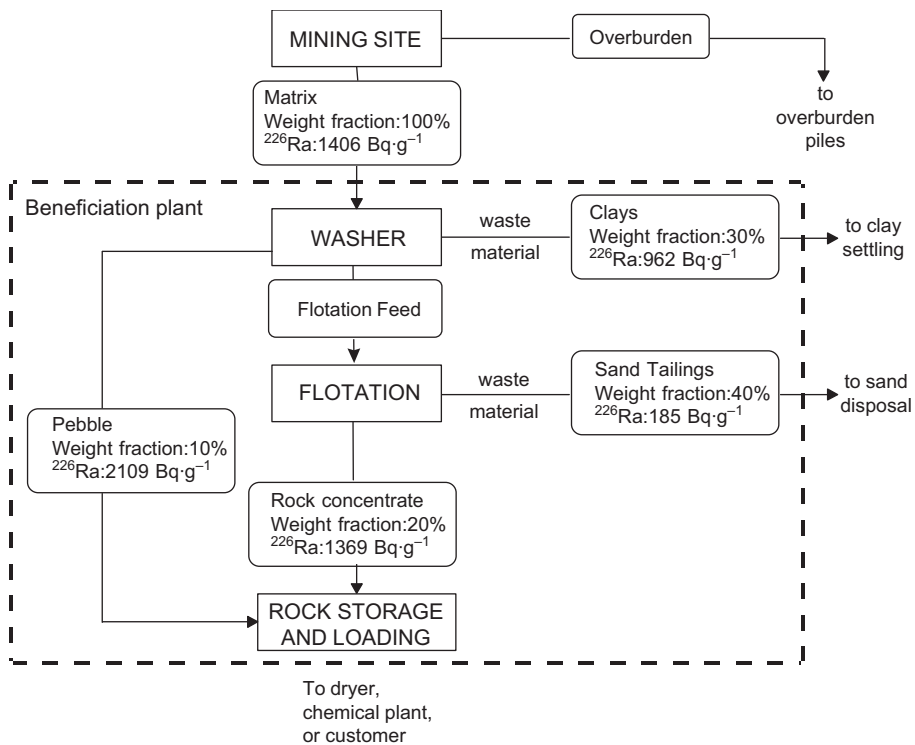 MINING SITE
Overburden
to
overburden
piles
Matrix
Weight fraction:100%
²²⁶Ra:1406 Bq·g⁻¹
Beneficiation plant
WASHER
waste
material
Clays
Weight fraction:30%
²²⁶Ra:962 Bq·g⁻¹
to clay
settling
Flotation Feed
FLOTATION
waste
material
Sand Tailings
Weight fraction:40%
²²⁶Ra:185 Bq·g⁻¹
to sand
disposal
Pebble
Weight fraction:10%
²²⁶Ra:2109 Bq·g⁻¹
Rock concentrate
Weight fraction:20%
²²⁶Ra:1369 Bq·g⁻¹
ROCK STORAGE
AND LOADING
To dryer,
chemical plant,
or customer